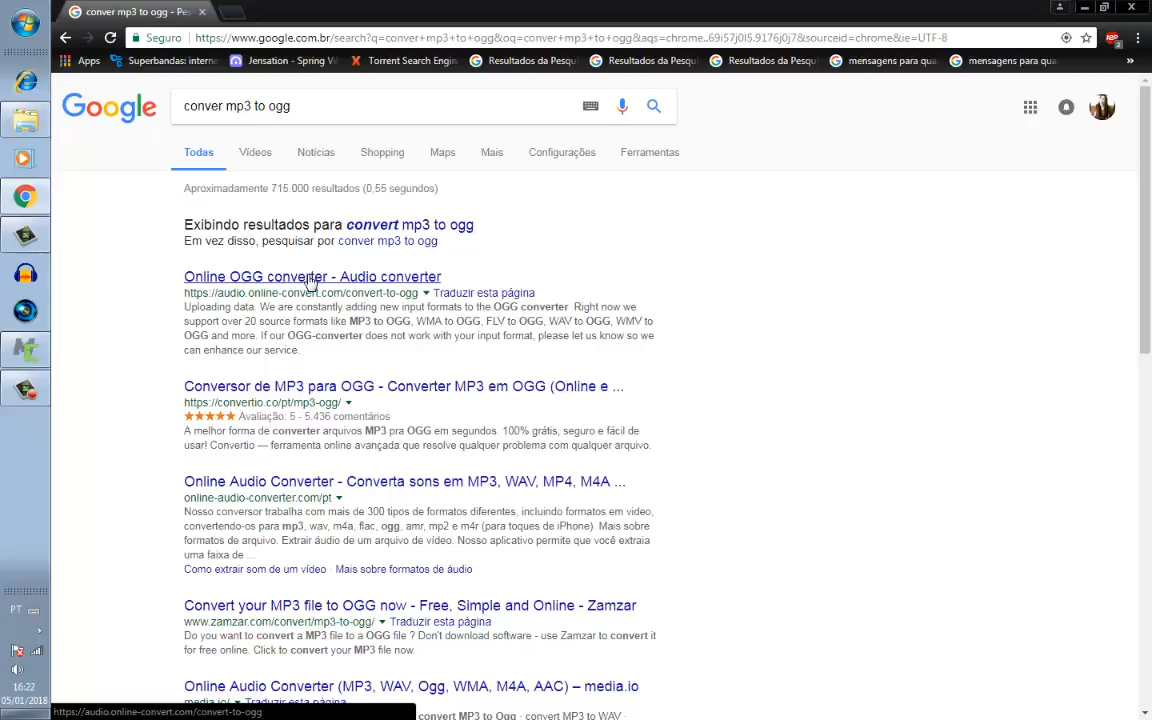 conver mp3 to ogg - Pes
Seguro
https://www.google.com.br/search?q=conver+mp3+to+ogg&oq=conver+mp3+to+ogg&aqs=chrome..69i57j0l5.9176j0j7&sourceid=chrome&ie=UTF-8
Apps
Superbandas: intern
Jensation - Spring Vi
Torrent Search Engin
Resultados da Pesqu
Resultados da Pesqu
Resultados da Pesqu
mensagens para qua
mensagens para qua
Google
conver mp3 to ogg
Todas Vídeos Notícias Shopping Maps Mais Configurações Ferramentas
Aproximadamente 715.000 resultados (0,55 segundos)
Exibindo resultados para convert mp3 to ogg
Em vez disso, pesquisar por conver mp3 to ogg
Online OGG converter - Audio converter
https://audio.online-convert.com/convert-to-ogg Traduzir esta página
Uploading data. We are constantly adding new input formats to the OGG converter. Right now we
support over 20 source formats like MP3 to OGG, WMA to OGG, FLV to OGG, WAV to OGG, WMV to
OGG and more. If our OGG-converter does not work with your input format, please let us know so we
can enhance our service.
Conversor de MP3 para OGG - Converter MP3 em OGG (Online e ...
https://convertio.co/pt/mp3-ogg/
Avaliação: 5 - 5.436 comentários
A melhor forma de converter arquivos MP3 pra OGG em segundos. 100% grátis, seguro e fácil de
usar! Convertio — ferramenta online avançada que resolve qualquer problema com qualquer arquivo.
Online Audio Converter - Converta sons em MP3, WAV, MP4, M4A ...
online-audio-converter.com/pt
Nosso conversor trabalha com mais de 300 tipos de formatos diferentes, incluindo formatos em video,
convertendo-os para mp3, wav, m4a, flac, ogg, amr, mp2 e m4r (para toques de iPhone). Mais sobre
formatos de arquivo. Extrair áudio de um arquivo de vídeo. Nosso aplicativo permite que você extraia
uma faixa de ...
Como extrair som de um vídeo · Mais sobre formatos de áudio
Convert your MP3 file to OGG now - Free, Simple and Online - Zamzar
www.zamzar.com/convert/mp3-to-ogg/ Traduzir esta página
Do you want to convert a MP3 file to a OGG file ? Don't download software - use Zamzar to convert it
for free online. Click to convert your MP3 file now.
Online Audio Converter (MP3, WAV, Ogg, WMA, M4A, AAC) – media.io
media.io/ Traduzir esta página
convert MP3 to Ogg · convert MP3 to WAV ·
https://audio.online-convert.com/convert-to-ogg
PT
16:22
05/01/2018